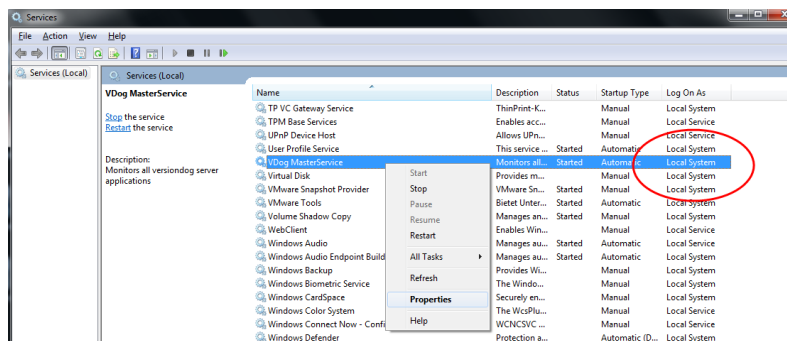 Services
File Action View Help
Services (Local)
Services (Local)
VDog MasterService
Stop the service
Restart the service
Description:
Monitors all versiondog server
applications
Name Description Status Startup Type Log On As
TP VC Gateway Service ThinPrint-K... Manual Local System
TPM Base Services Enables acc... Manual Local Service
UPnP Device Host Allows UPn... Manual Local Service
User Profile Service This service ... Started Automatic Local System
VDog MasterService Monitors all... Started Automatic Local System
Virtual Disk Provides m... Manual Local System
VMware Snapshot Provider VMware Sn... Started Manual Local System
VMware Tools Bietet Unter... Started Automatic Local System
Volume Shadow Copy Manages an... Started Manual Local System
WebClient Enables Win... Manual Local Service
Windows Audio Manages au... Started Automatic Local Service
Windows Audio Endpoint Build Manages au... Started Automatic Local System
Windows Backup Provides Wi... Manual Local System
Windows Biometric Service The Windo... Manual Local System
Windows CardSpace Securely en... Manual Local System
Windows Color System The WcsPlu... Manual Local Service
Windows Connect Now - Confi WCNCSVC ... Manual Local Service
Windows Defender Protection a... Automatic (D... Local System
Start
Stop
Pause
Resume
Restart
All Tasks
Refresh
Properties
Help